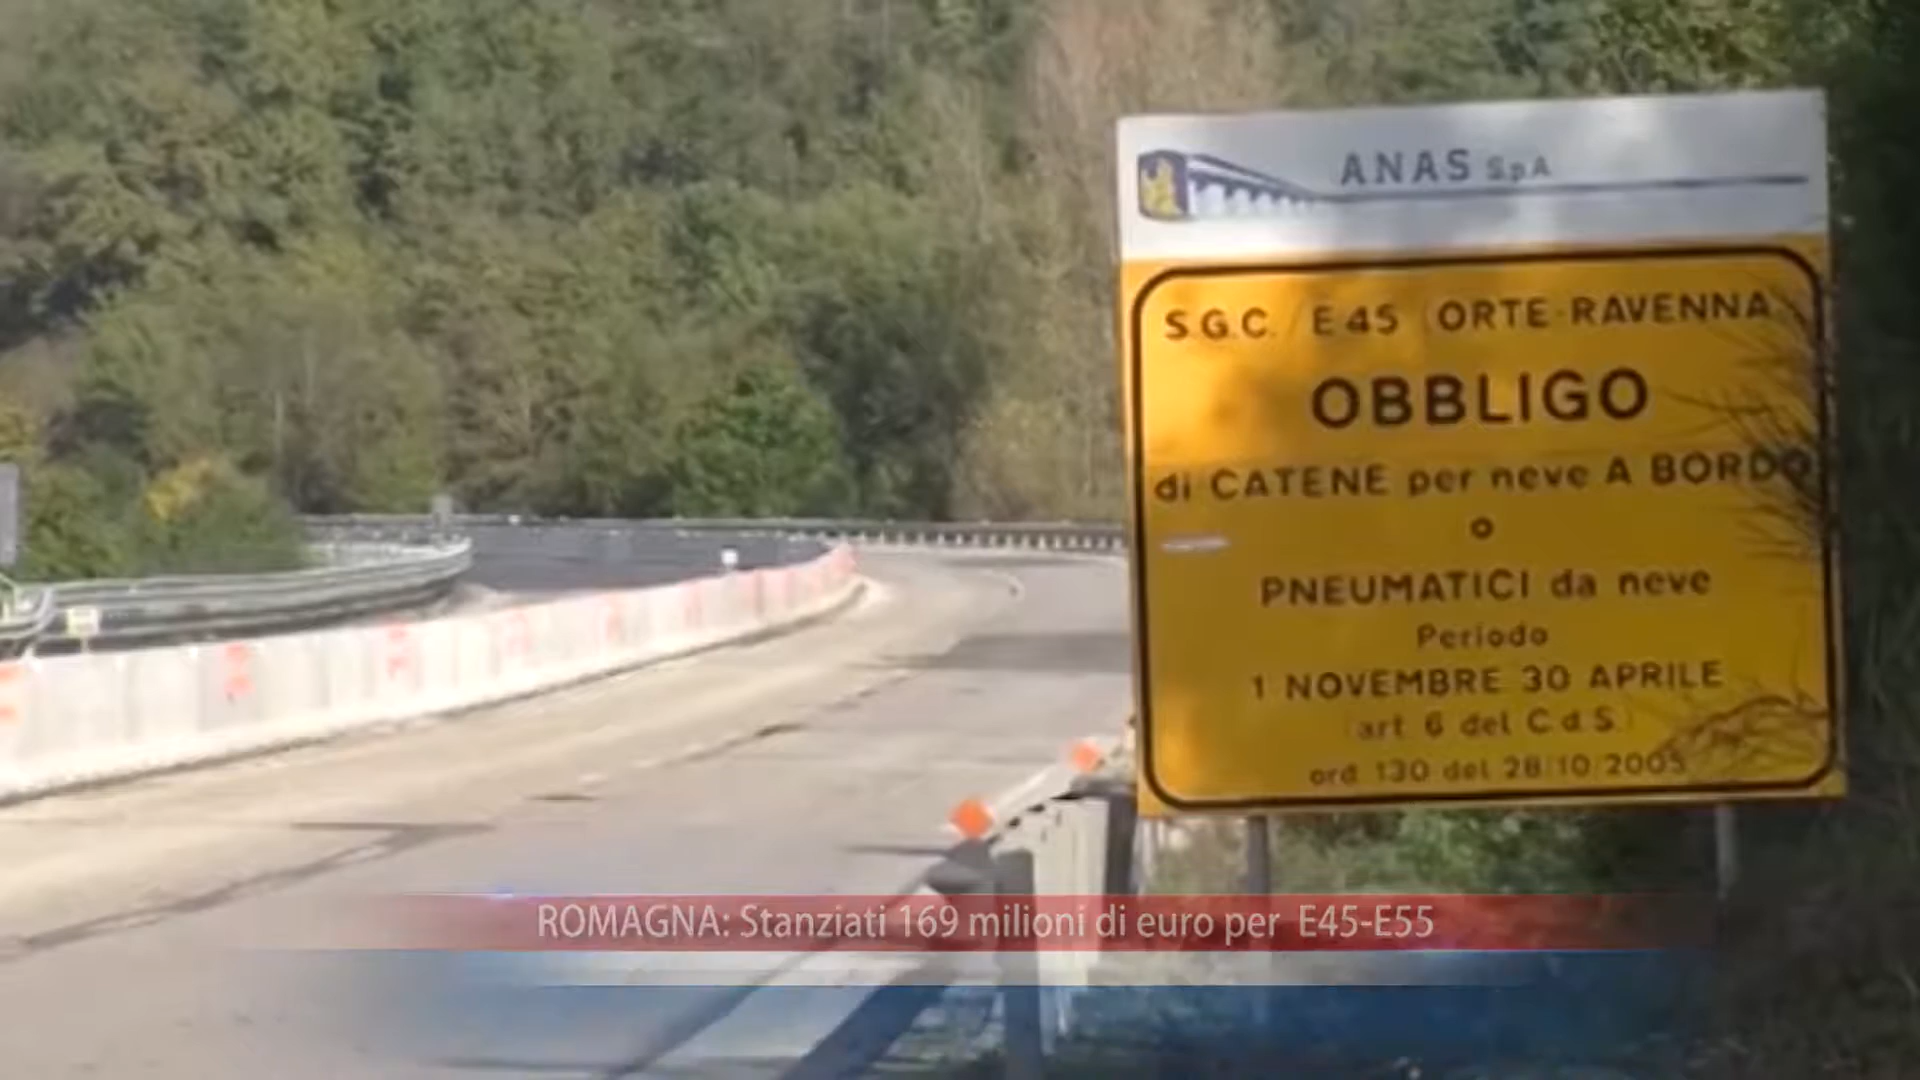 ANAS SpA
S.G.C. E 45 ORTE-RAVENNA
OBBLIGO
di CATENE per neve A BORDO
o
PNEUMATICI da neve
Periodo
1 NOVEMBRE 30 APRILE
(art 6 del C.d.S.)
ord 130 del 28/10/2005
ROMAGNA: Stanziati 169 milioni di euro per E45-E55